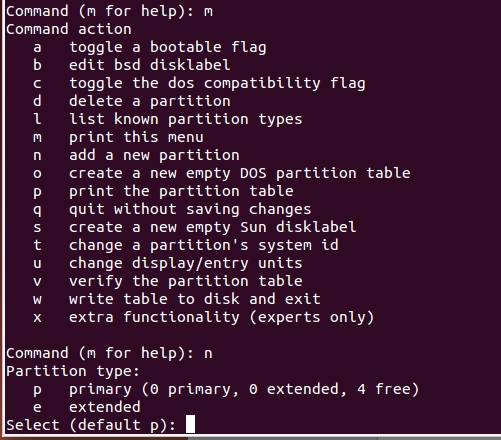 Command (m for help): m
Command action
   a   toggle a bootable flag
   b   edit bsd disklabel
   c   toggle the dos compatibility flag
   d   delete a partition
   l   list known partition types
   m   print this menu
   n   add a new partition
   o   create a new empty DOS partition table
   p   print the partition table
   q   quit without saving changes
   s   create a new empty Sun disklabel
   t   change a partition's system id
   u   change display/entry units
   v   verify the partition table
   w   write table to disk and exit
   x   extra functionality (experts only)

Command (m for help): n
Partition type:
   p   primary (0 primary, 0 extended, 4 free)
   e   extended
Select (default p):